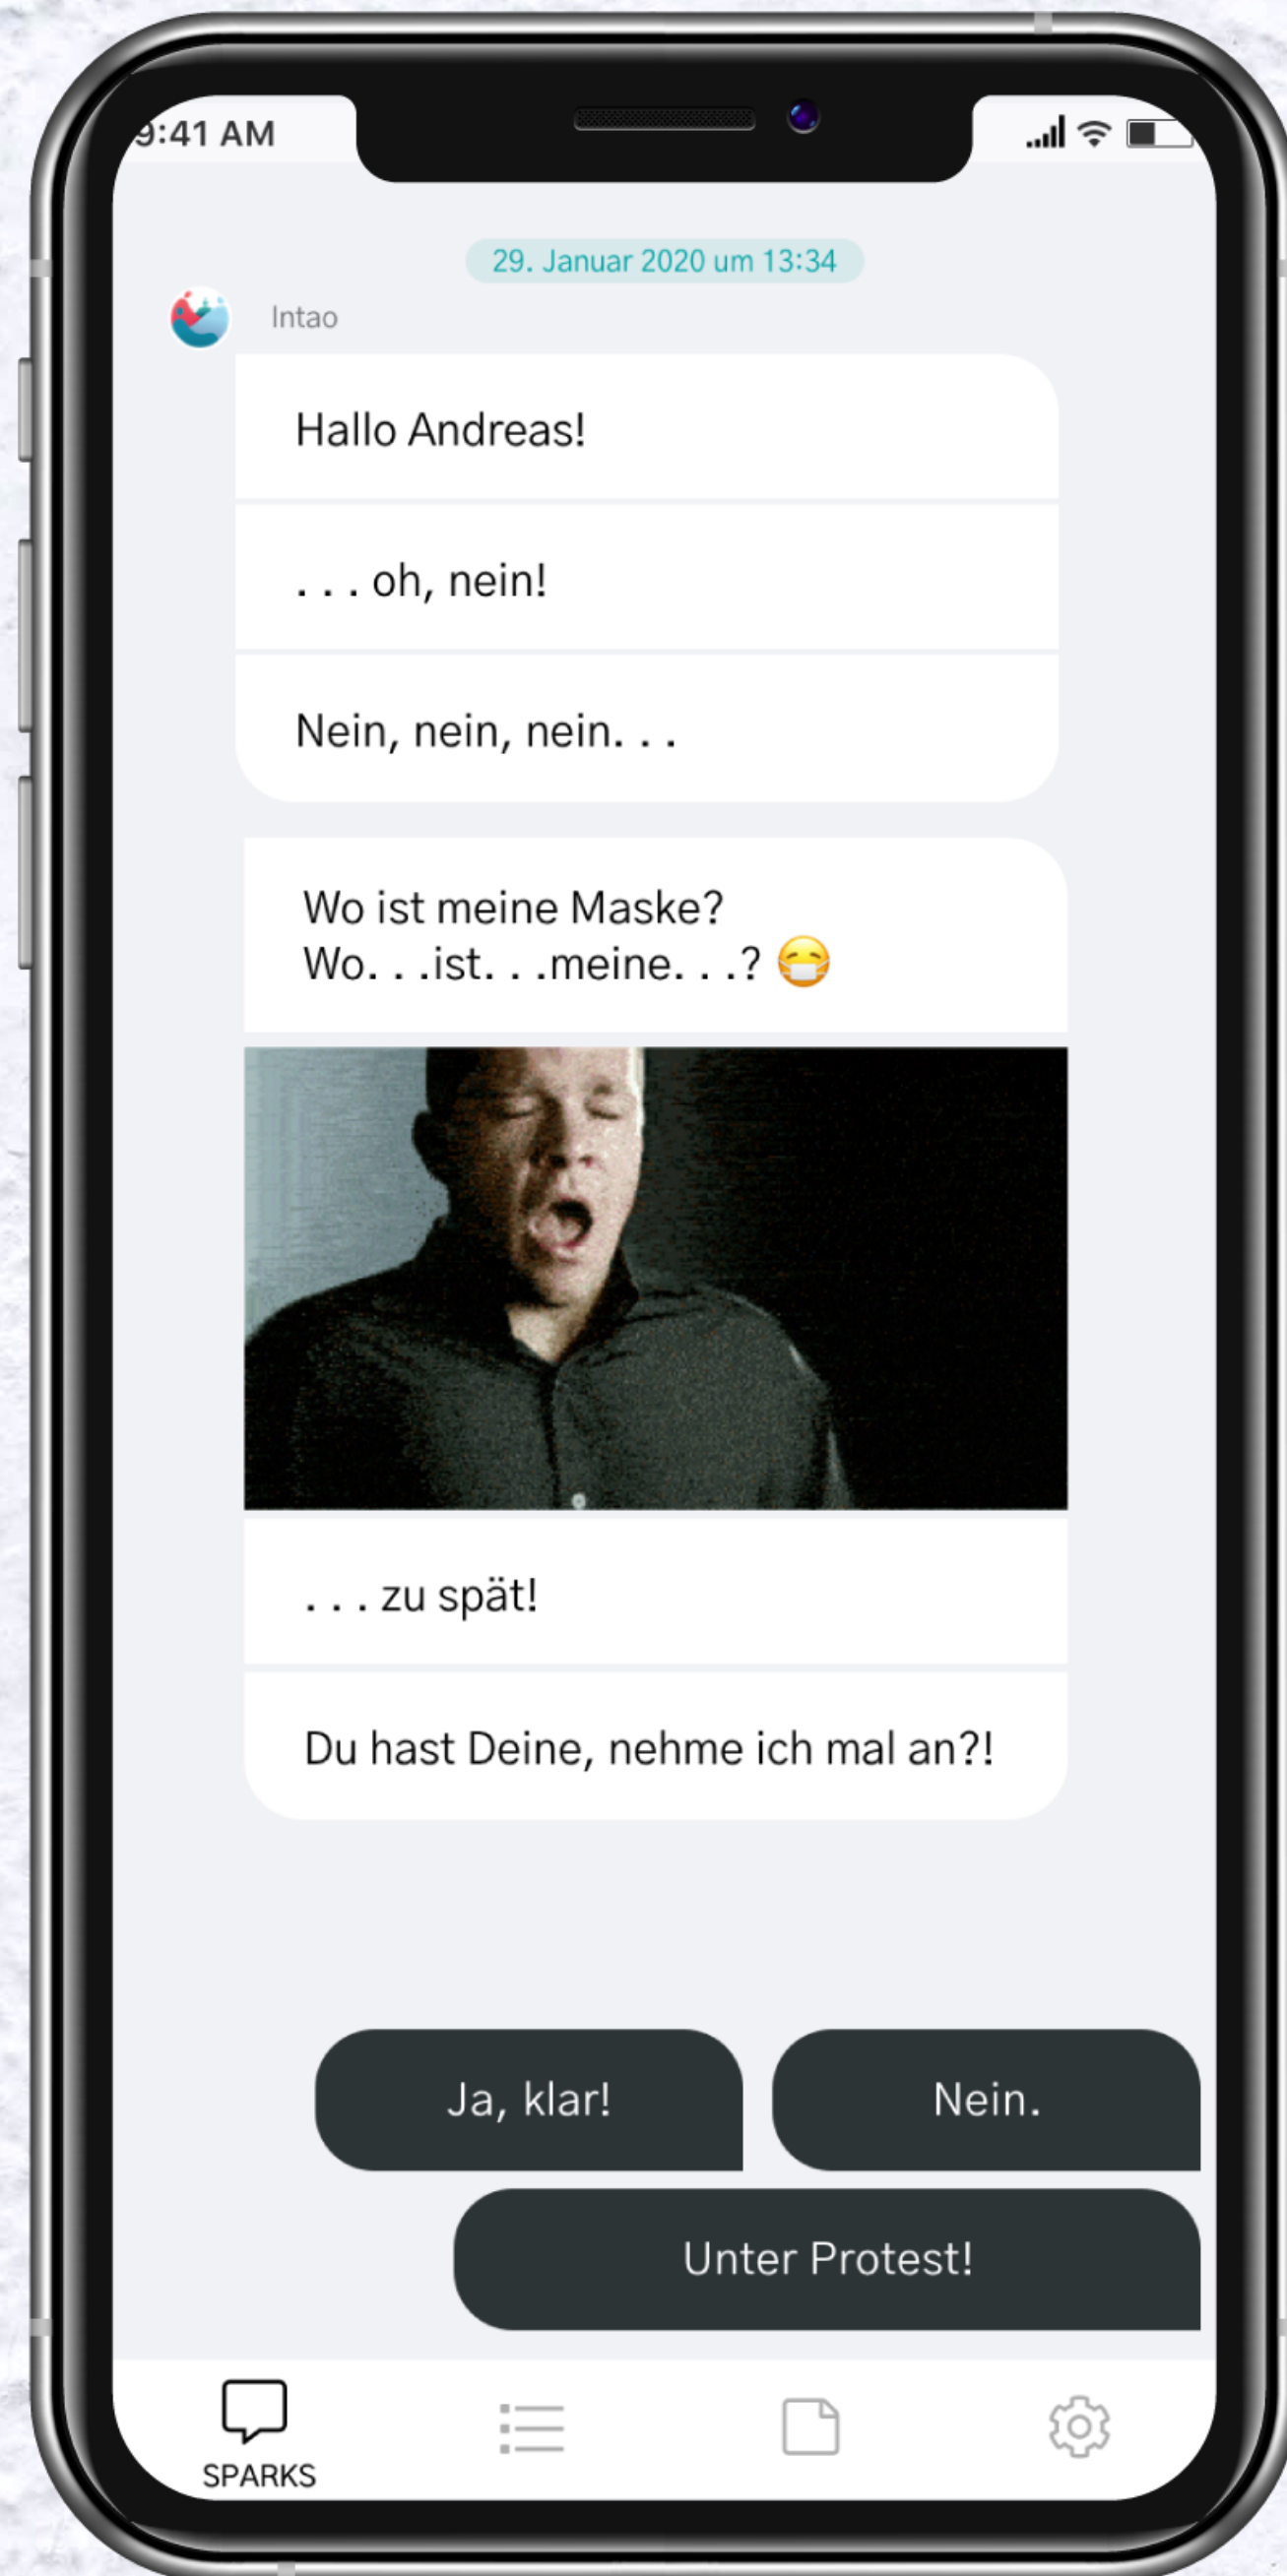 9:41 AM
29. Januar 2020 um 13:34
Intao
Hallo Andreas!
. . . oh, nein!
Nein, nein, nein. . .
Wo ist meine Maske?
Wo. . .ist. . .meine. . .? 😷
. . . zu spät!
Du hast Deine, nehme ich mal an?!
Ja, klar!
Nein.
Unter Protest!
SPARKS